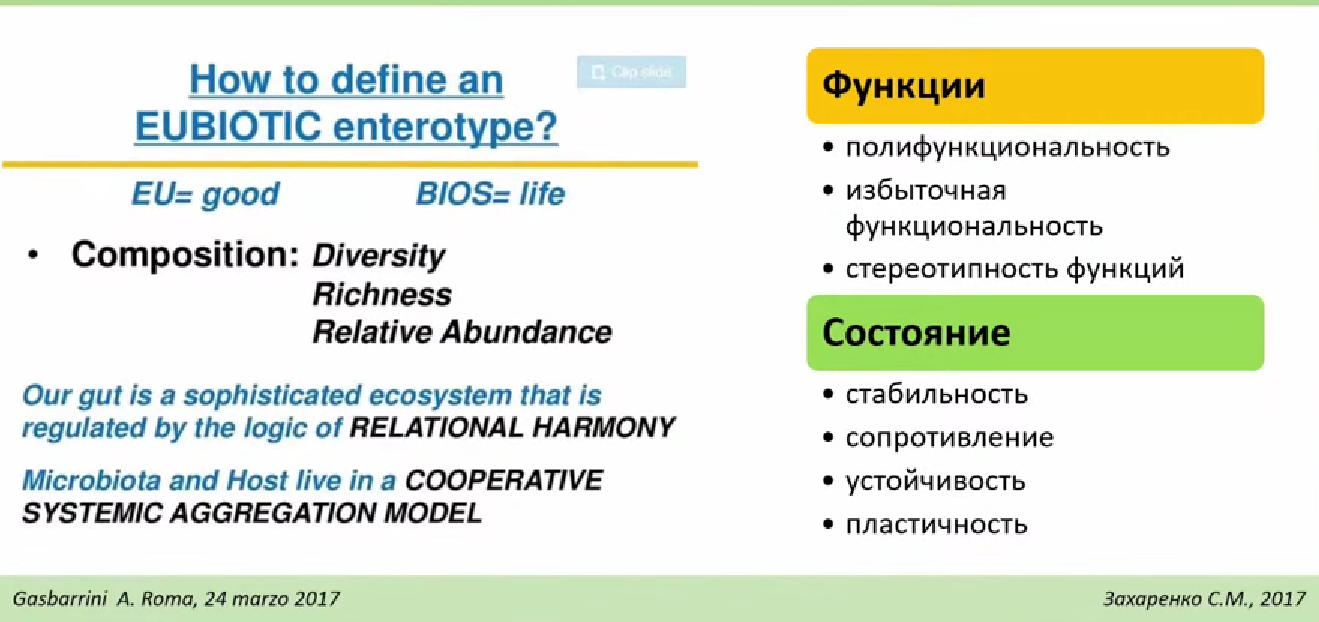 How to define an
EUBIOTIC enterotype?
Clip slide
EU= good BIOS= life
• Composition: Diversity
Richness
Relative Abundance
Our gut is a sophisticated ecosystem that is
regulated by the logic of RELATIONAL HARMONY
Microbiota and Host live in a COOPERATIVE
SYSTEMIC AGGREGATION MODEL
Функции
• полифункциональность
• избыточная
функциональность
• стереотипность функций
Состояние
• стабильность
• сопротивление
• устойчивость
• пластичность
Gasbarrini A. Roma, 24 marzo 2017
Захаренко С.М., 2017